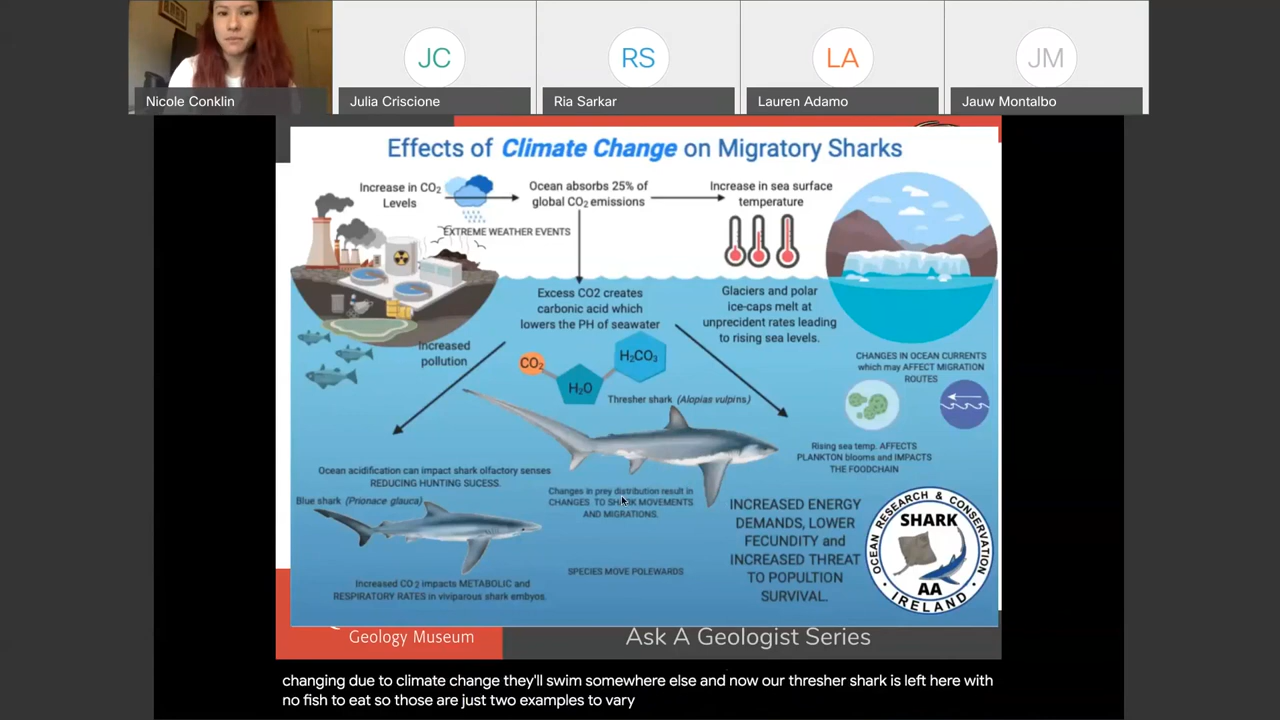 JC
RS
LA
JM
Nicole Conklin
Julia Criscione
Ria Sarkar
Lauren Adamo
Jauw Montalbo
Effects of Climate Change on Migratory Sharks
Increase in CO2
Levels
Ocean absorbs 25% of
global CO2 emissions
Increase in sea surface
temperature
EXTREME WEATHER EVENTS
Excess CO2 creates
carbonic acid which
lowers the PH of seawater
Glaciers and polar
ice-caps melt at
unprecident rates leading
to rising sea levels.
Increased
pollution
CO2
H2O
H2CO3
CHANGES IN OCEAN CURRENTS
which may AFFECT MIGRATION
ROUTES
Thresher shark (Alopias vulpins)
Rising sea temp. AFFECTS
PLANKTON blooms and IMPACTS
THE FOODCHAIN
Ocean acidification can impact shark olfactory senses
REDUCING HUNTING SUCESS.
Blue shark (Prionace glauca)
Changes in prey distribution result in
CHANGES TO SHARK MOVEMENTS
AND MIGRATIONS.
INCREASED ENERGY
DEMANDS, LOWER
FECUNDITY and
INCREASED THREAT
TO POPULTION
SURVIVAL.
SPECIES MOVE POLEWARDS
Increased CO2 impacts METABOLIC and
RESPIRATORY RATES in viviparous shark embyos.
OCEAN RESEARCH & CONSERVATION
SHARK
AA
• IRELAND •
Geology Museum
Ask A Geologist Series
changing due to climate change they'll swim somewhere else and now our thresher shark is left here with
no fish to eat so those are just two examples to vary